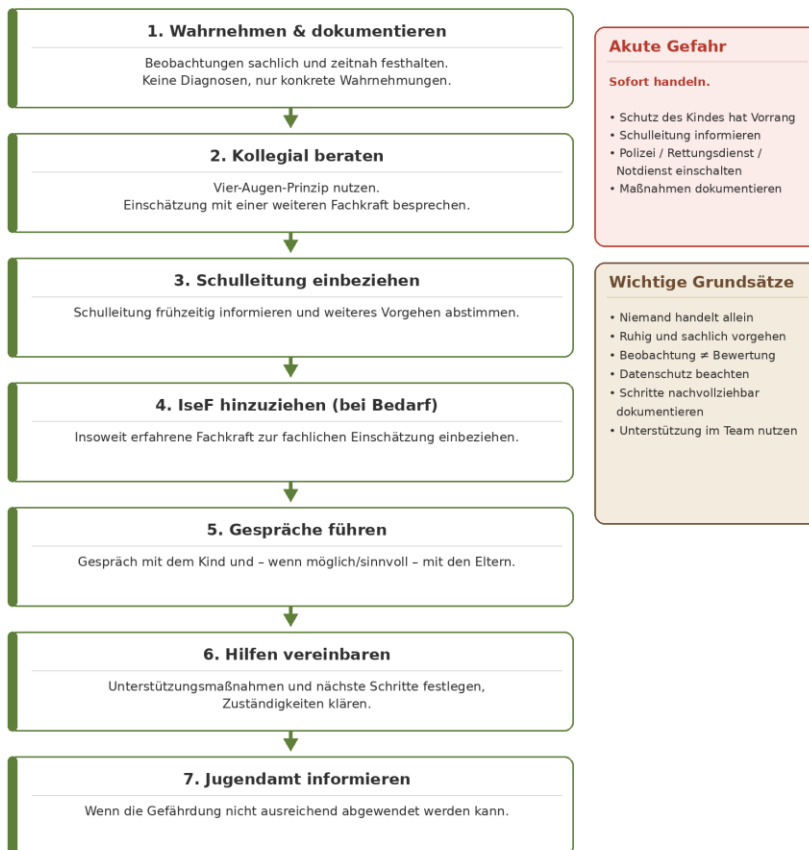 1. Wahrnehmen & dokumentieren
Beobachtungen sachlich und zeitnah festhalten.
Keine Diagnosen, nur konkrete Wahrnehmungen.
2. Kollegial beraten
Vier-Augen-Prinzip nutzen.
Einschätzung mit einer weiteren Fachkraft besprechen.
3. Schulleitung einbeziehen
Schulleitung frühzeitig informieren und weiteres Vorgehen abstimmen.
4. IseF hinzuziehen (bei Bedarf)
Insoweit erfahrene Fachkraft zur fachlichen Einschätzung einbeziehen.
5. Gespräche führen
Gespräch mit dem Kind und – wenn möglich/sinnvoll – mit den Eltern.
6. Hilfen vereinbaren
Unterstützungsmaßnahmen und nächste Schritte festlegen,
Zuständigkeiten klären.
7. Jugendamt informieren
Wenn die Gefährdung nicht ausreichend abgewendet werden kann.
Akute Gefahr
Sofort handeln.
• Schutz des Kindes hat Vorrang
• Schulleitung informieren
• Polizei / Rettungsdienst /
Notdienst einschalten
• Maßnahmen dokumentieren
Wichtige Grundsätze
• Niemand handelt allein
• Ruhig und sachlich vorgehen
• Beobachtung ≠ Bewertung
• Datenschutz beachten
• Schritte nachvollziehbar
dokumentieren
• Unterstützung im Team nutzen